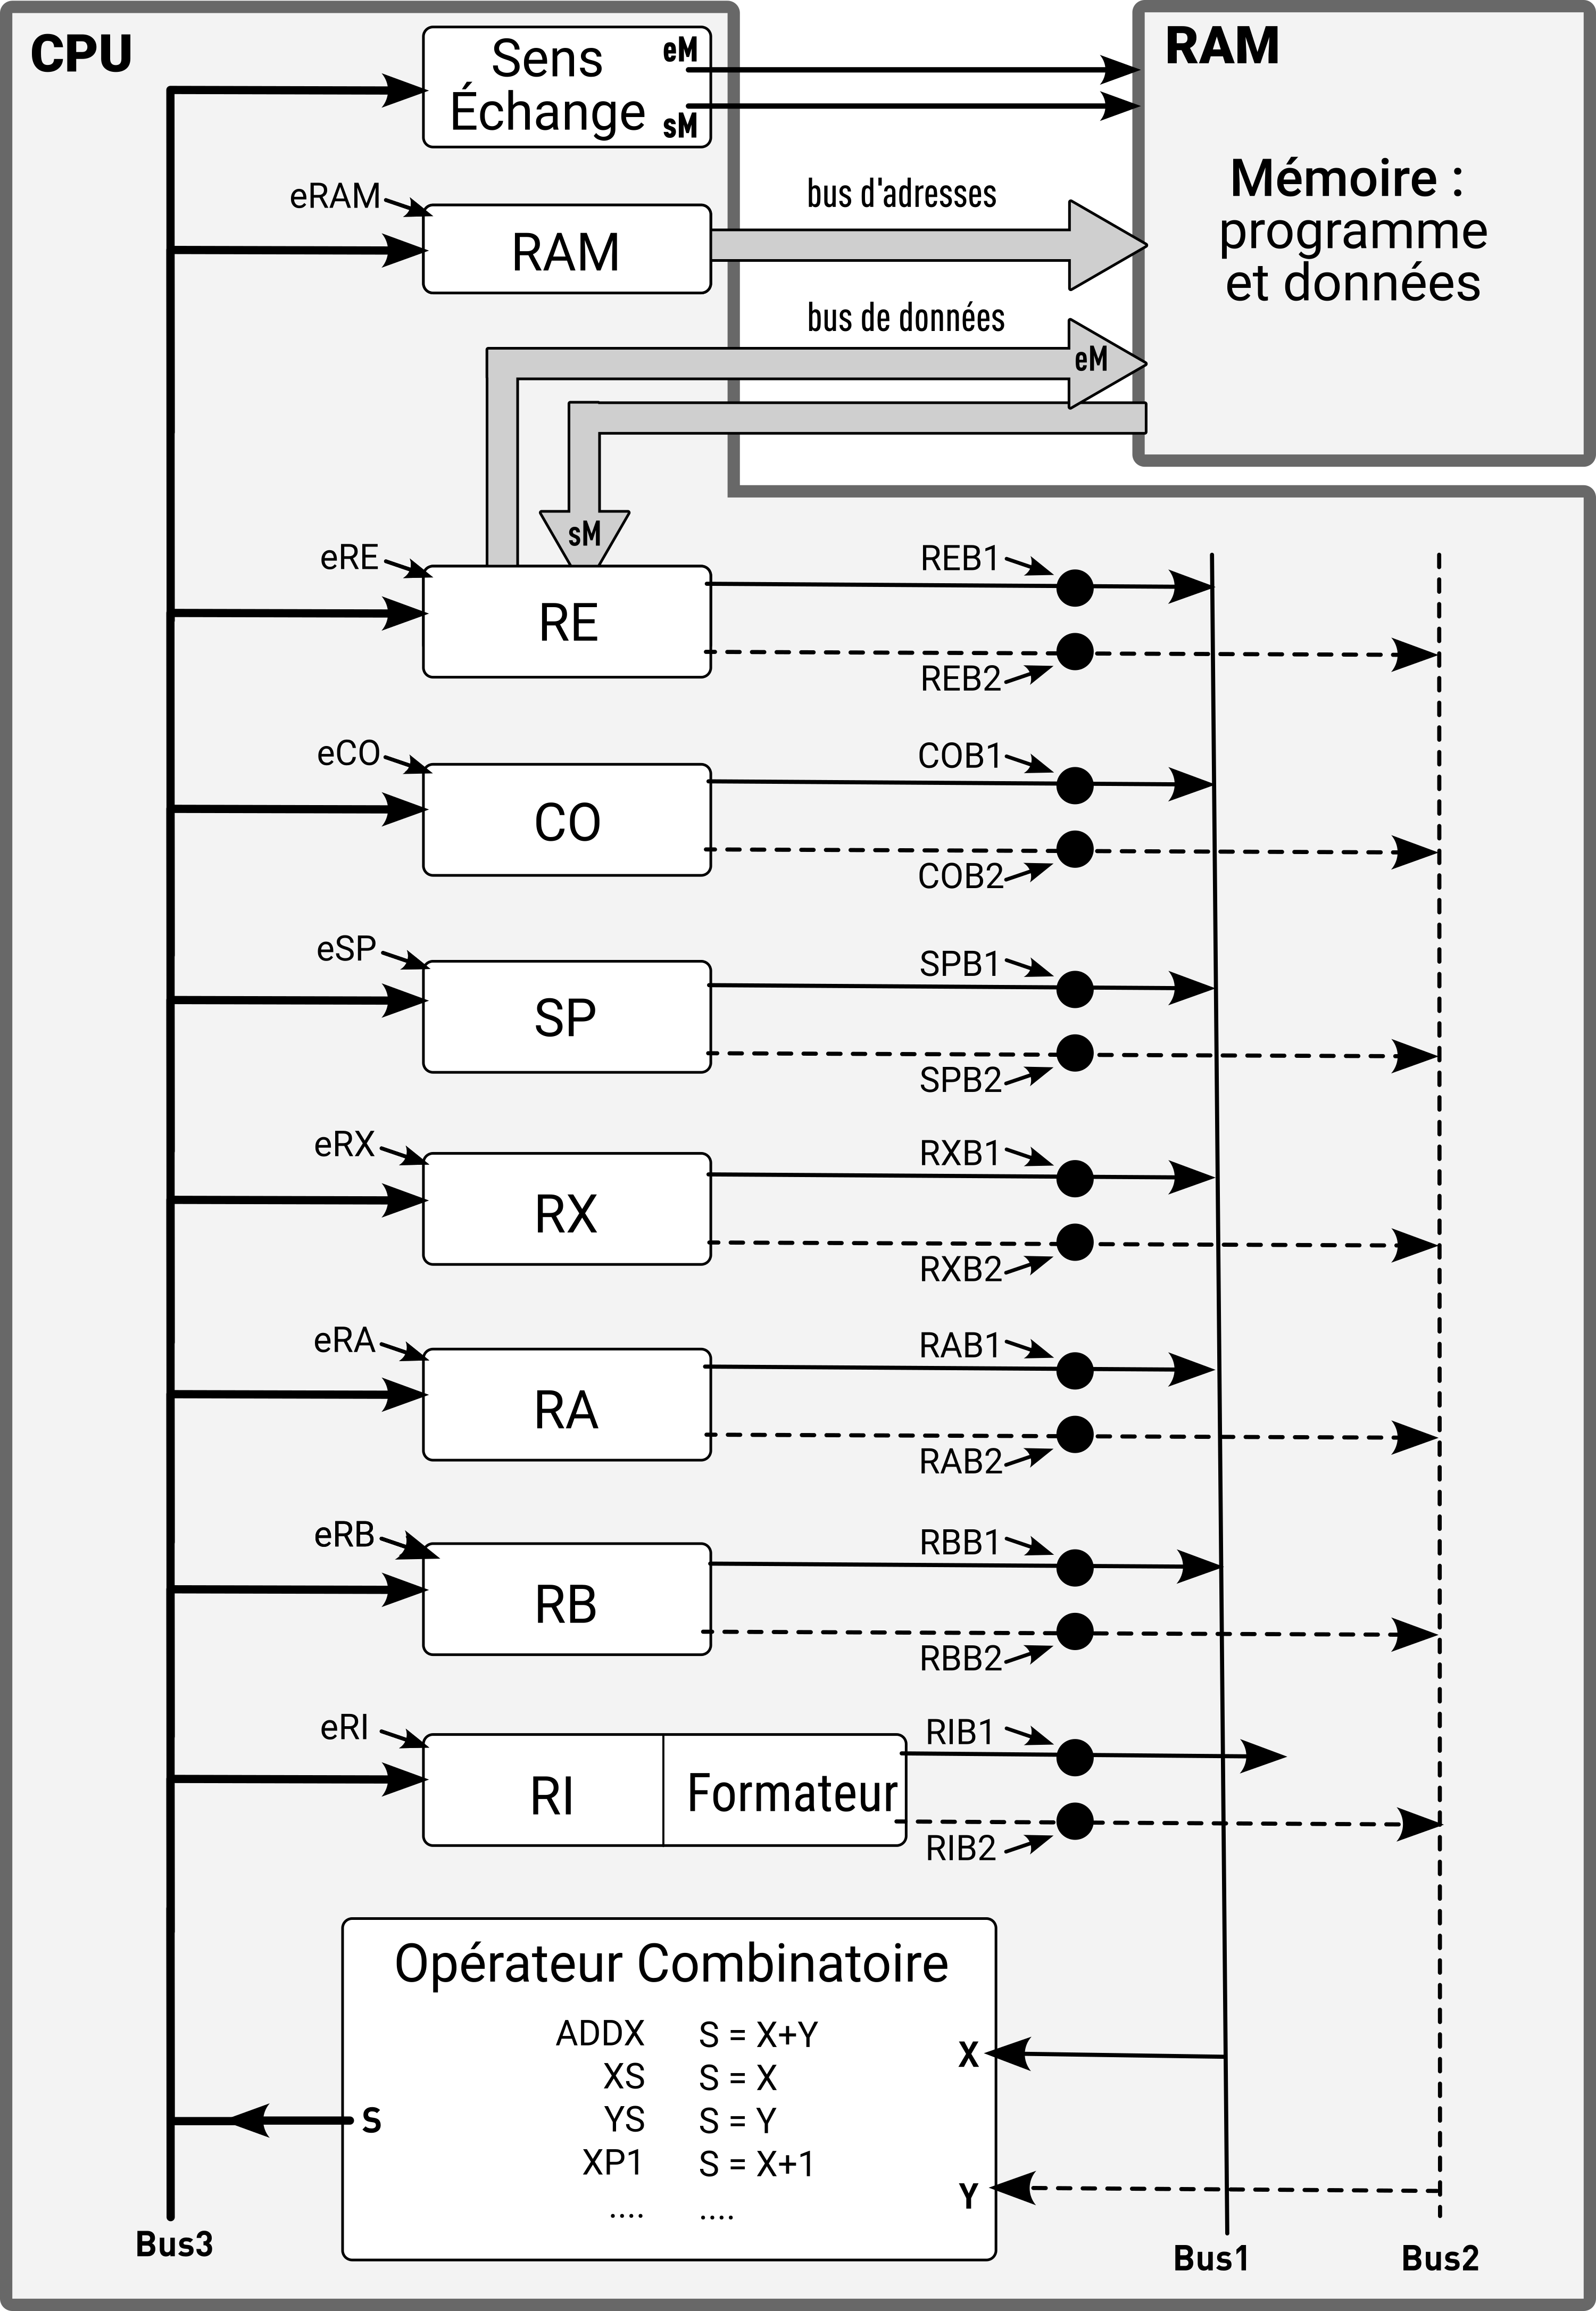 CPU
Sens
Échange
eM
sM
RAM
Mémoire :
programme
et données
eRAM
RAM
bus d'adresses
bus de données
eM
sM
eRE
RE
REB1
REB2
eCO
CO
COB1
COB2
eSP
SP
SPB1
SPB2
eRX
RX
RXB1
RXB2
eRA
RA
RAB1
RAB2
eRB
RB
RBB1
RBB2
eRI
RI
Formateur
RIB1
RIB2
Opérateur Combinatoire
ADDX S = X+Y
XS S = X
YS S = Y
XP1 S = X+1
.... ....
X
S
Y
Bus3
Bus1
Bus2